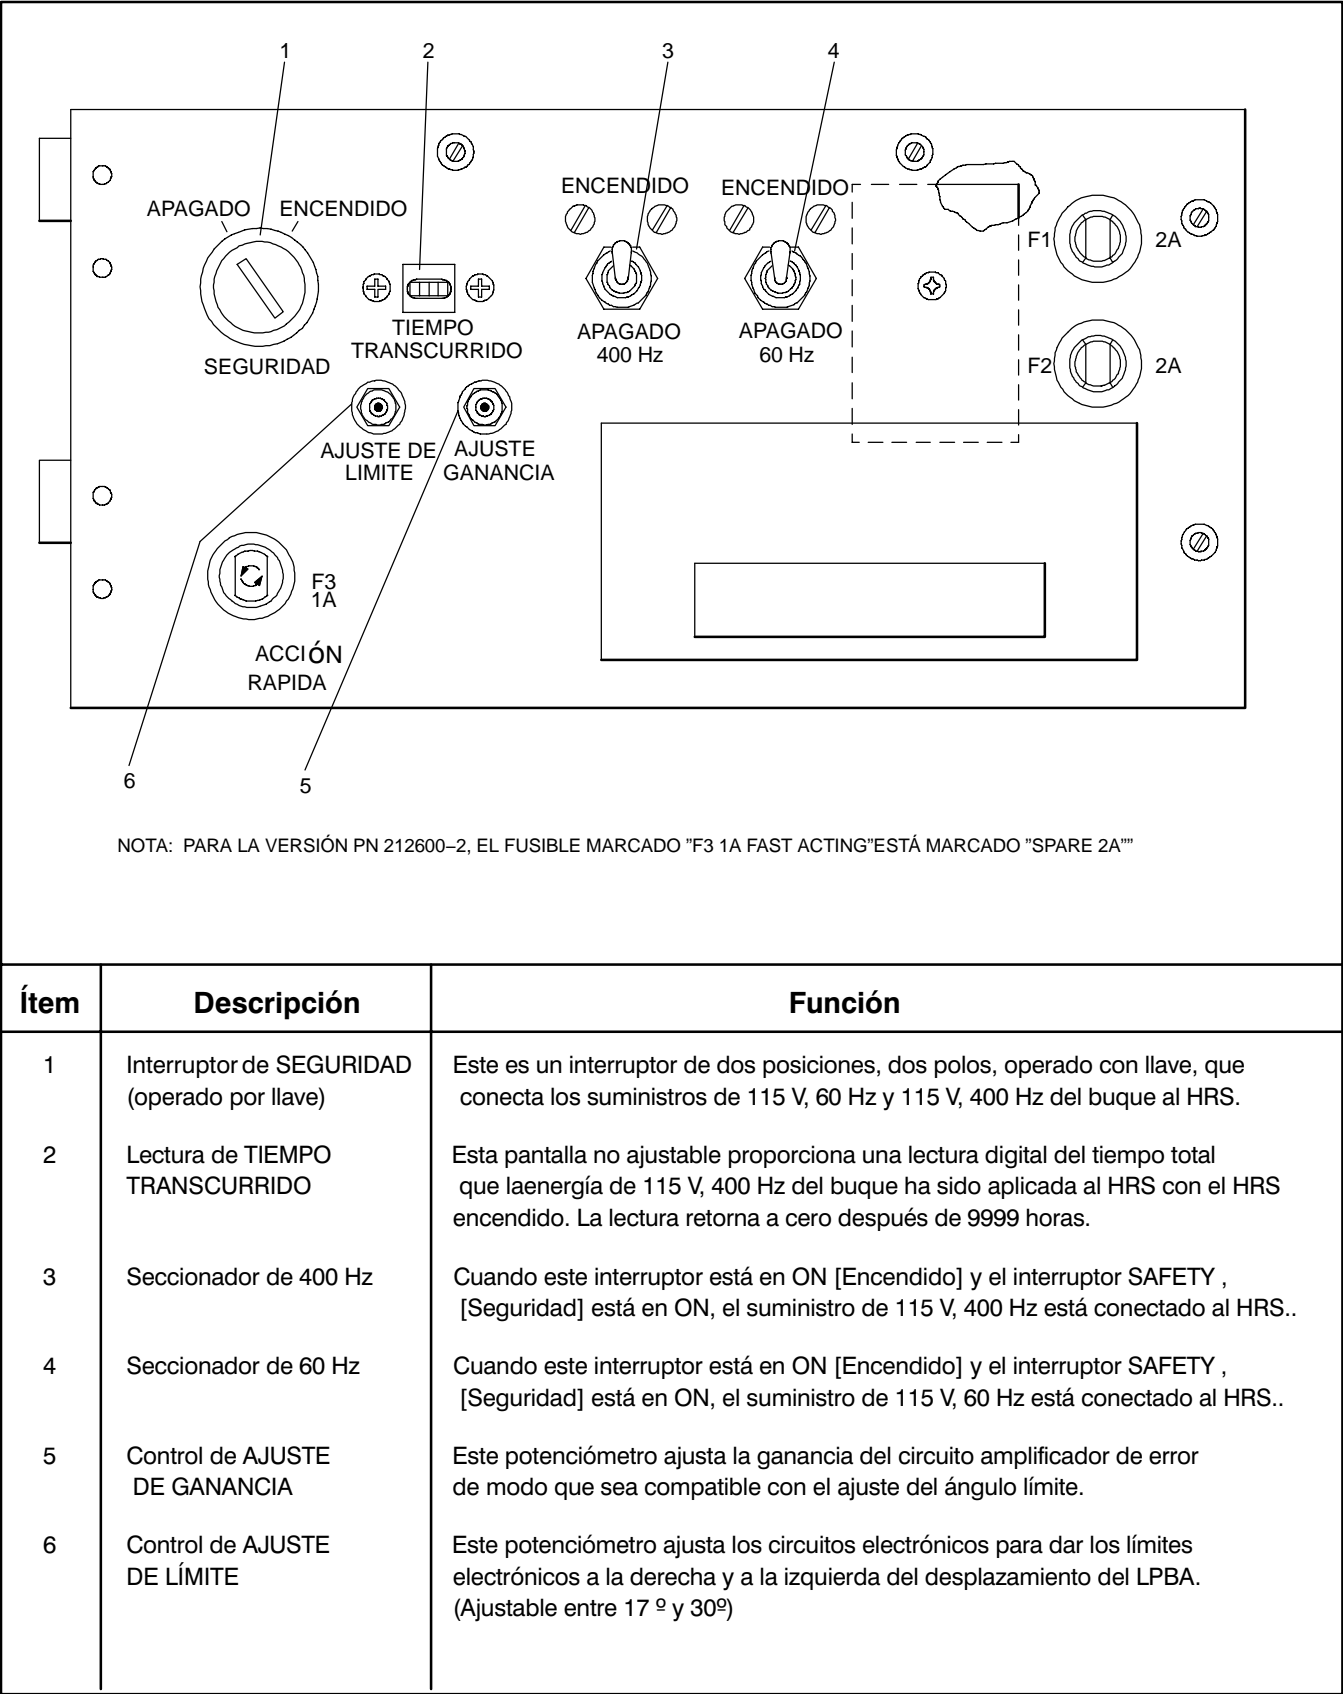 1 2 3 4
APAGADO ENCENDIDO
ENCENDIDO
ENCENDIDO
F1 2A
TIEMPO
TRANSCURRIDO
APAGADO
400 Hz
APAGADO
60 Hz
SEGURIDAD
F2 2A
AJUSTE DE
LIMITE
AJUSTE
GANANCIA
F3
1A
ACCIÓN
RAPIDA
6 5
NOTA: PARA LA VERSIÓN PN 212600–2, EL FUSIBLE MARCADO ”F3 1A FAST ACTING”ESTÁ MARCADO ”SPARE 2A””
Ítem Descripción Función
1 Interruptor de SEGURIDAD Este es un interruptor de dos posiciones, dos polos, operado con llave, que
(operado por llave) conecta los suministros de 115 V, 60 Hz y 115 V, 400 Hz del buque al HRS.
2 Lectura de TIEMPO Esta pantalla no ajustable proporciona una lectura digital del tiempo total
TRANSCURRIDO que laenergía de 115 V, 400 Hz del buque ha sido aplicada al HRS con el HRS
encendido. La lectura retorna a cero después de 9999 horas.
3 Seccionador de 400 Hz Cuando este interruptor está en ON [Encendido] y el interruptor SAFETY ,
[Seguridad] está en ON, el suministro de 115 V, 400 Hz está conectado al HRS..
4 Seccionador de 60 Hz Cuando este interruptor está en ON [Encendido] y el interruptor SAFETY ,
[Seguridad] está en ON, el suministro de 115 V, 60 Hz está conectado al HRS..
5 Control de AJUSTE Este potenciómetro ajusta la ganancia del circuito amplificador de error
DE GANANCIA de modo que sea compatible con el ajuste del ángulo límite.
6 Control de AJUSTE Este potenciómetro ajusta los circuitos electrónicos para dar los límites
DE LÍMITE electrónicos a la derecha y a la izquierda del desplazamiento del LPBA.
(Ajustable entre 17 º y 30º)